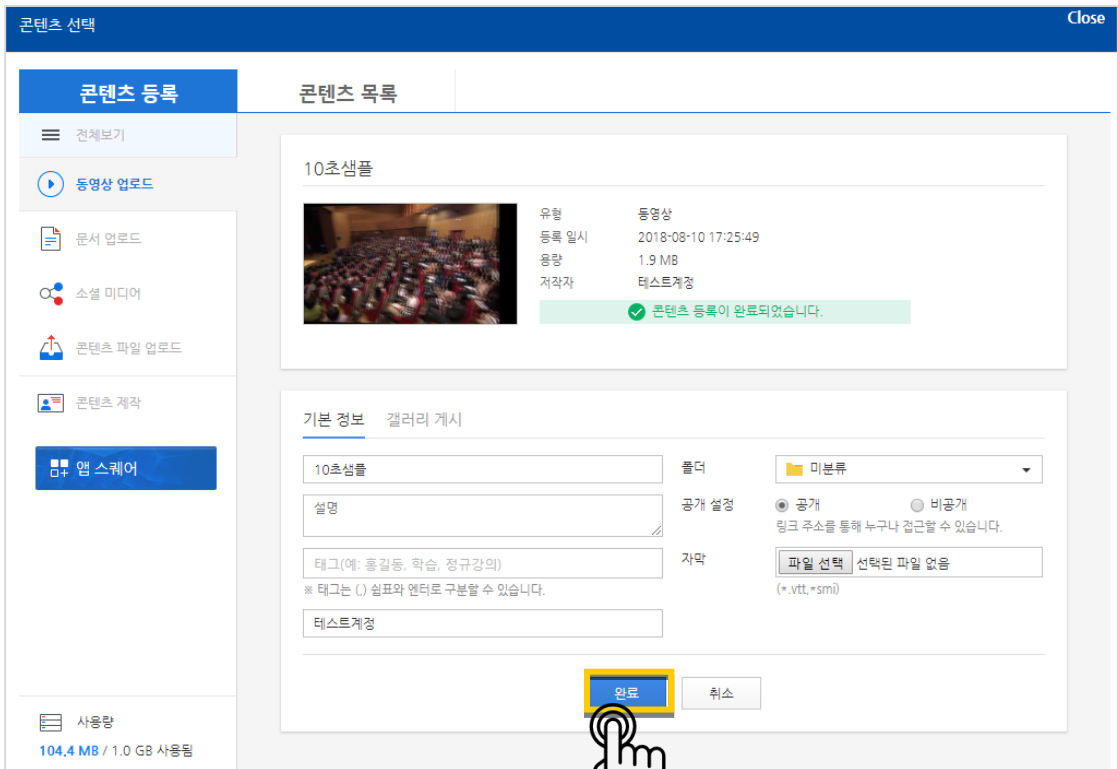 콘텐츠 선택
Close
콘텐츠 등록
콘텐츠 목록
전체보기
동영상 업로드
문서 업로드
소셜 미디어
콘텐츠 파일 업로드
콘텐츠 제작
앱 스퀘어
사용량
104.4 MB / 1.0 GB 사용됨
10초샘플
유형 동영상
등록 일시 2018-08-10 17:25:49
용량 1.9 MB
저작자 테스트계정
콘텐츠 등록이 완료되었습니다.
기본 정보 갤러리 게시
10초샘플
설명
태그(예: 홍길동, 학습, 정규강의)
※ 태그는 (,) 쉼표와 엔터로 구분할 수 있습니다.
테스트계정
폴더 미분류
공개 설정 공개 비공개
링크 주소를 통해 누구나 접근할 수 있습니다.
자막 파일 선택 선택된 파일 없음
(*.vtt,*smi)
완료 취소